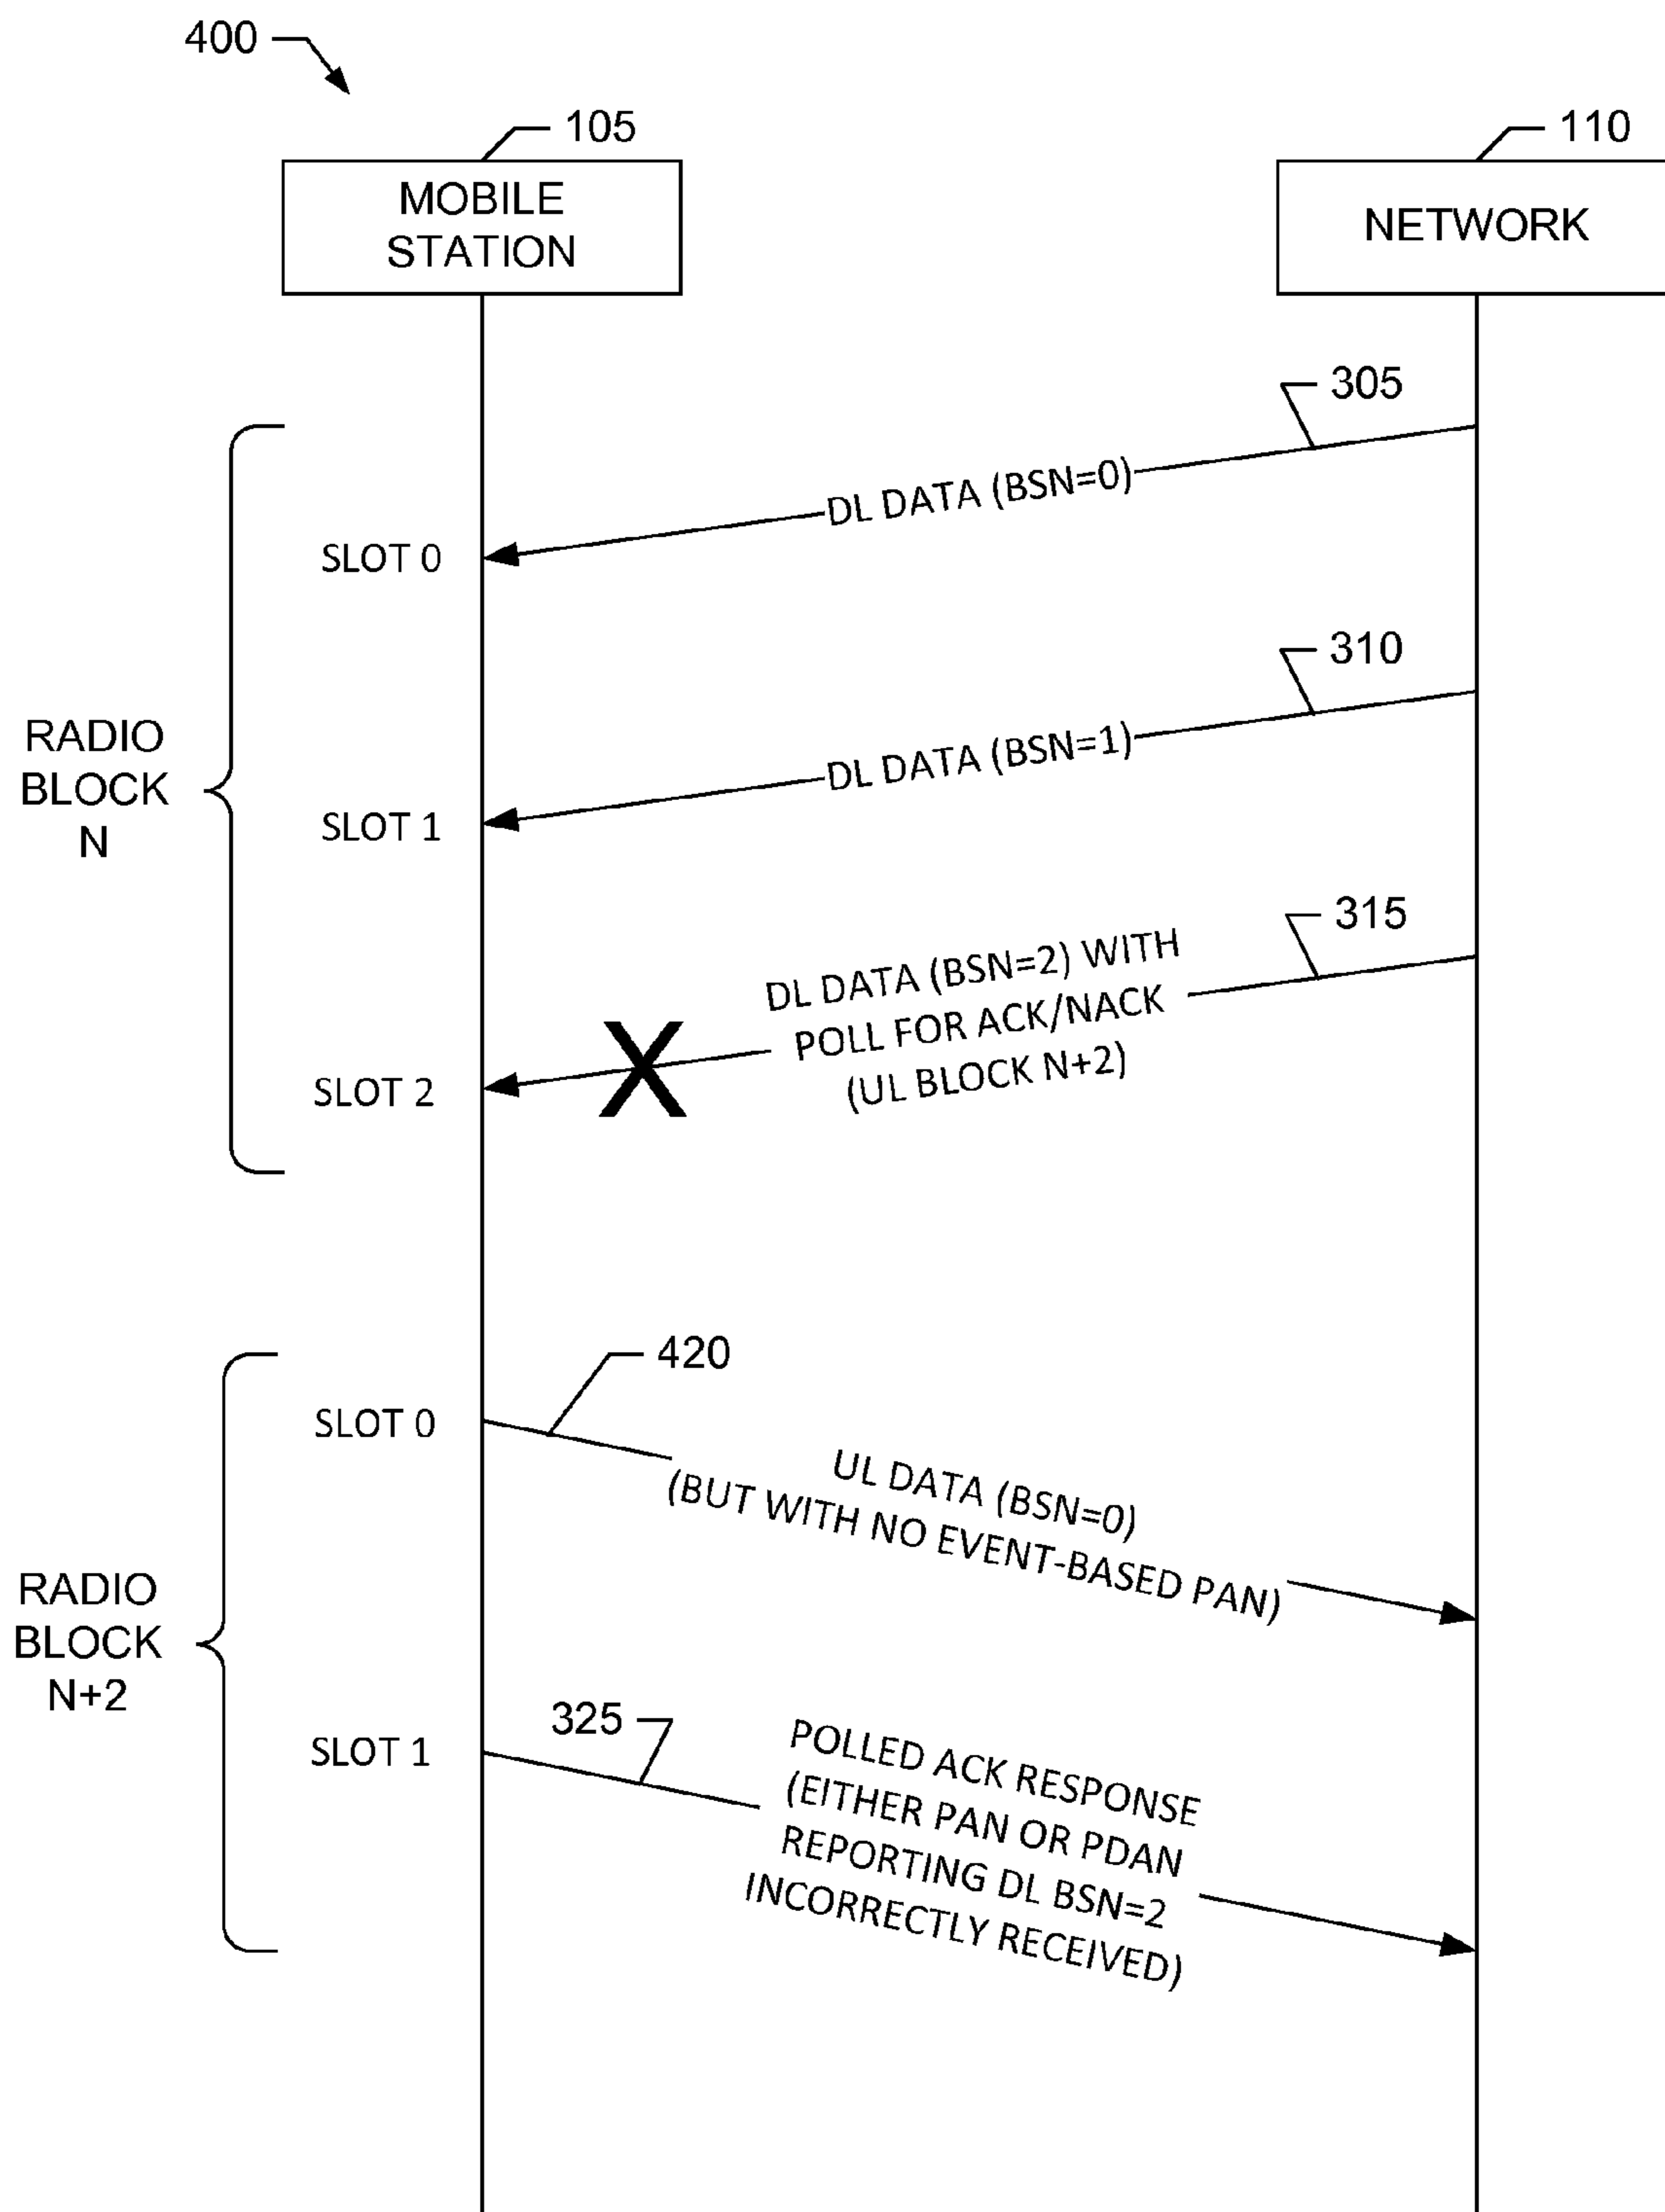 400
105
110
MOBILE
STATION
NETWORK
305
DL DATA (BSN=0)
SLOT 0
310
DL DATA (BSN=1)
SLOT 1
RADIO
BLOCK
N
315
DL DATA (BSN=2) WITH
POLL FOR ACK/NACK
(UL BLOCK N+2)
X
SLOT 2
420
SLOT 0
UL DATA (BSN=0)
(BUT WITH NO EVENT-BASED PAN)
RADIO
BLOCK
N+2
325
SLOT 1
POLLED ACK RESPONSE
(EITHER PAN OR PDAN
REPORTING DL BSN=2
INCORRECTLY RECEIVED)